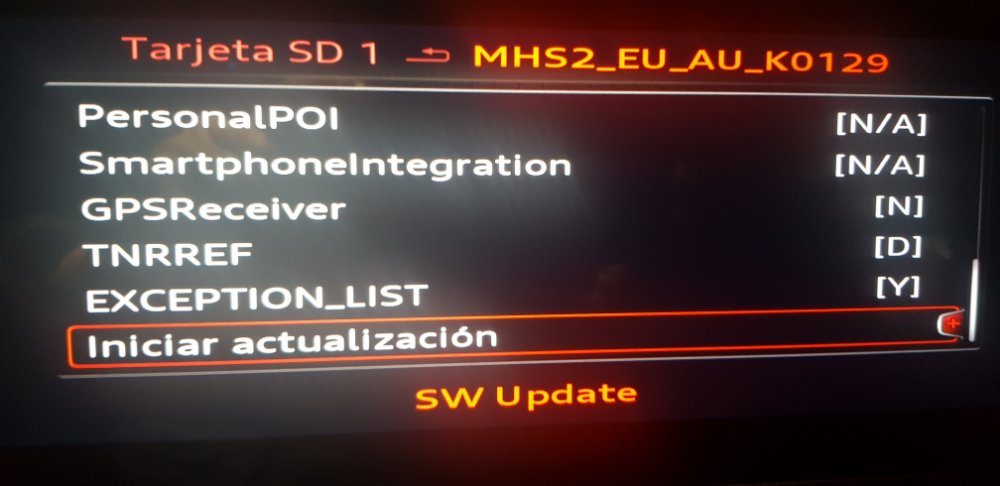 Tarjeta SD 1 MHS2_EU_AU_K0129
PersonalPOI [N/A]
SmartphoneIntegration [N/A]
GPSReceiver [N]
TNRREF [D]
EXCEPTION_LIST [Y]
Iniciar actualización
SW Update